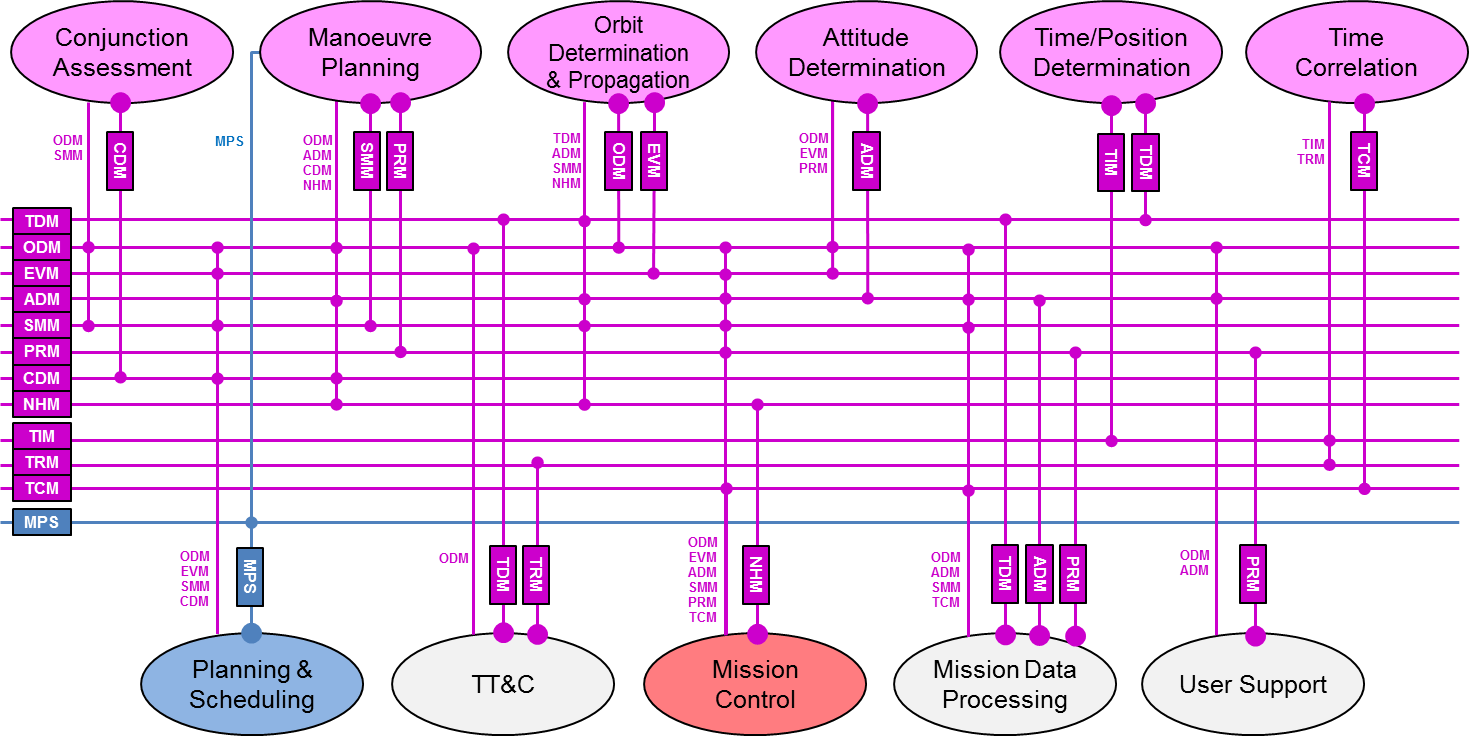 Conjunction
Assessment
Manoeuvre
Planning
Orbit
Determination
& Propagation
Attitude
Determination
Time/Position
Determination
Time
Correlation
ODM
SMM
CDM
MPS
ODM
ADM
CDM
NHM
SMM
PRM
TDM
ADM
SMM
NHM
ODM
EVM
ODM
EVM
PRM
ADM
TIM
TDM
TIM
TRM
TCM
TDM
ODM
EVM
ADM
SMM
PRM
CDM
NHM
TIM
TRM
TCM
MPS
ODM
EVM
SMM
CDM
MPS
ODM
TDM
TRM
ODM
EVM
ADM
SMM
PRM
TCM
NHM
ODM
ADM
SMM
TCM
TDM
ADM
PRM
ODM
ADM
PRM
Planning &
Scheduling
TT&C
Mission
Control
Mission Data
Processing
User Support